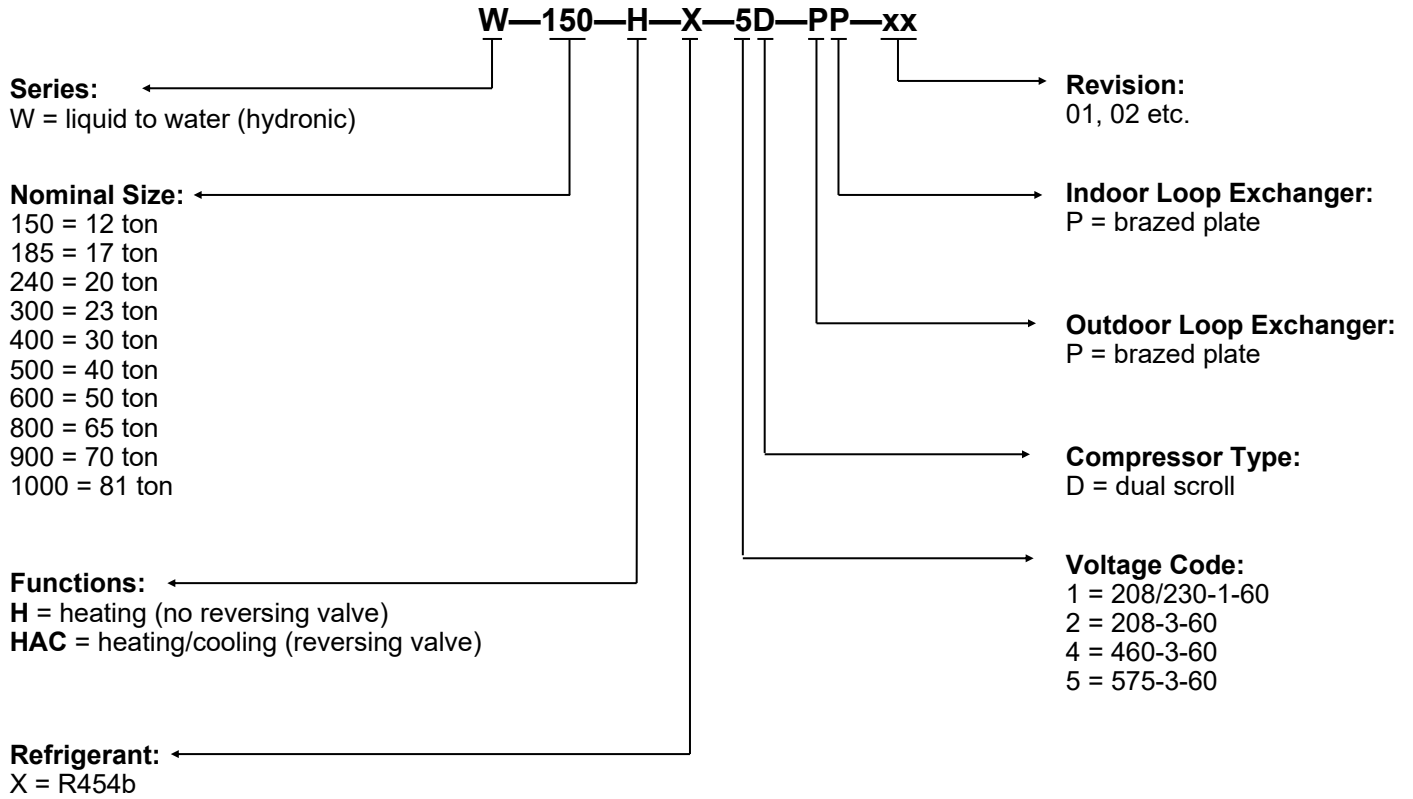 W—150—H—X—5D—PP—xx
Series:
W = liquid to water (hydronic)
Nominal Size:
150 = 12 ton
185 = 17 ton
240 = 20 ton
300 = 23 ton
400 = 30 ton
500 = 40 ton
600 = 50 ton
800 = 65 ton
900 = 70 ton
1000 = 81 ton
Functions:
H = heating (no reversing valve)
HAC = heating/cooling (reversing valve)
Refrigerant:
X = R454b
Revision:
01, 02 etc.
Indoor Loop Exchanger:
P = brazed plate
Outdoor Loop Exchanger:
P = brazed plate
Compressor Type:
D = dual scroll
Voltage Code:
1 = 208/230-1-60
2 = 208-3-60
4 = 460-3-60
5 = 575-3-60